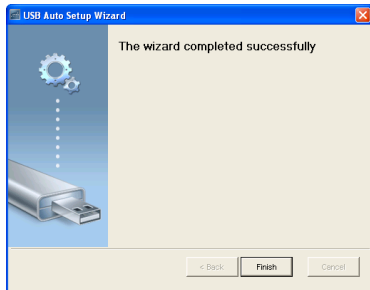 USB Auto Setup Wizard
The wizard completed successfully
< Back Finish Cancel